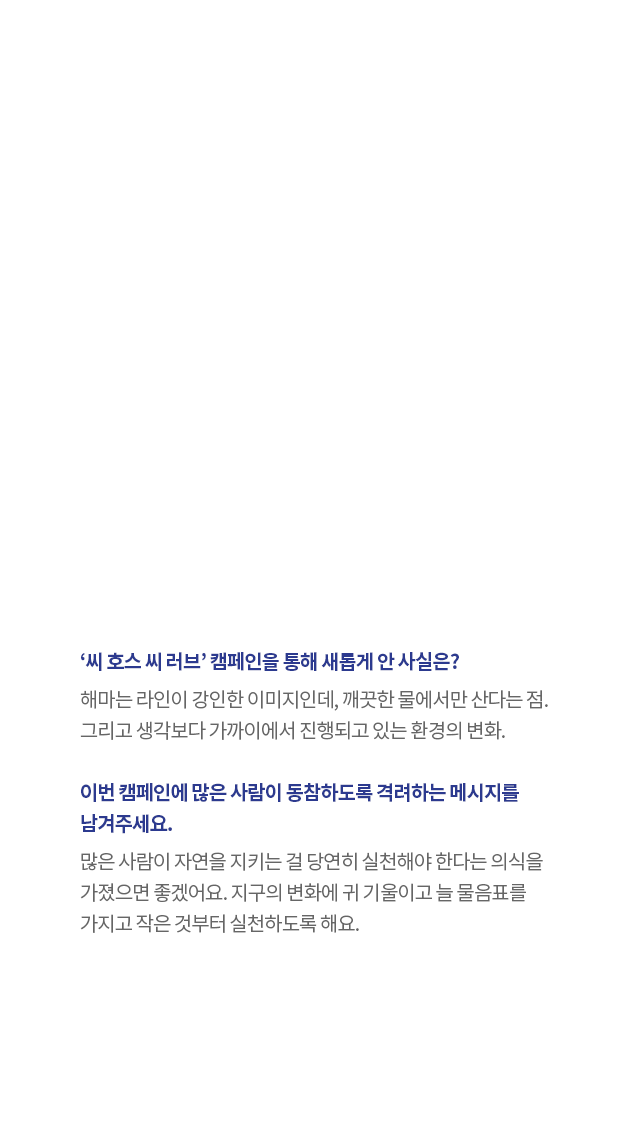 ‘씨 호스 씨 러브’ 캠페인을 통해 새롭게 안 사실은?
해마는 라인이 강인한 이미지인데, 깨끗한 물에서만 산다는 점.
그리고 생각보다 가까이에서 진행되고 있는 환경의 변화.
이번 캠페인에 많은 사람이 동참하도록 격려하는 메시지를
남겨주세요.
많은 사람이 자연을 지키는 걸 당연히 실천해야 한다는 의식을
가졌으면 좋겠어요. 지구의 변화에 귀 기울이고 늘 물음표를
가지고 작은 것부터 실천하도록 해요.